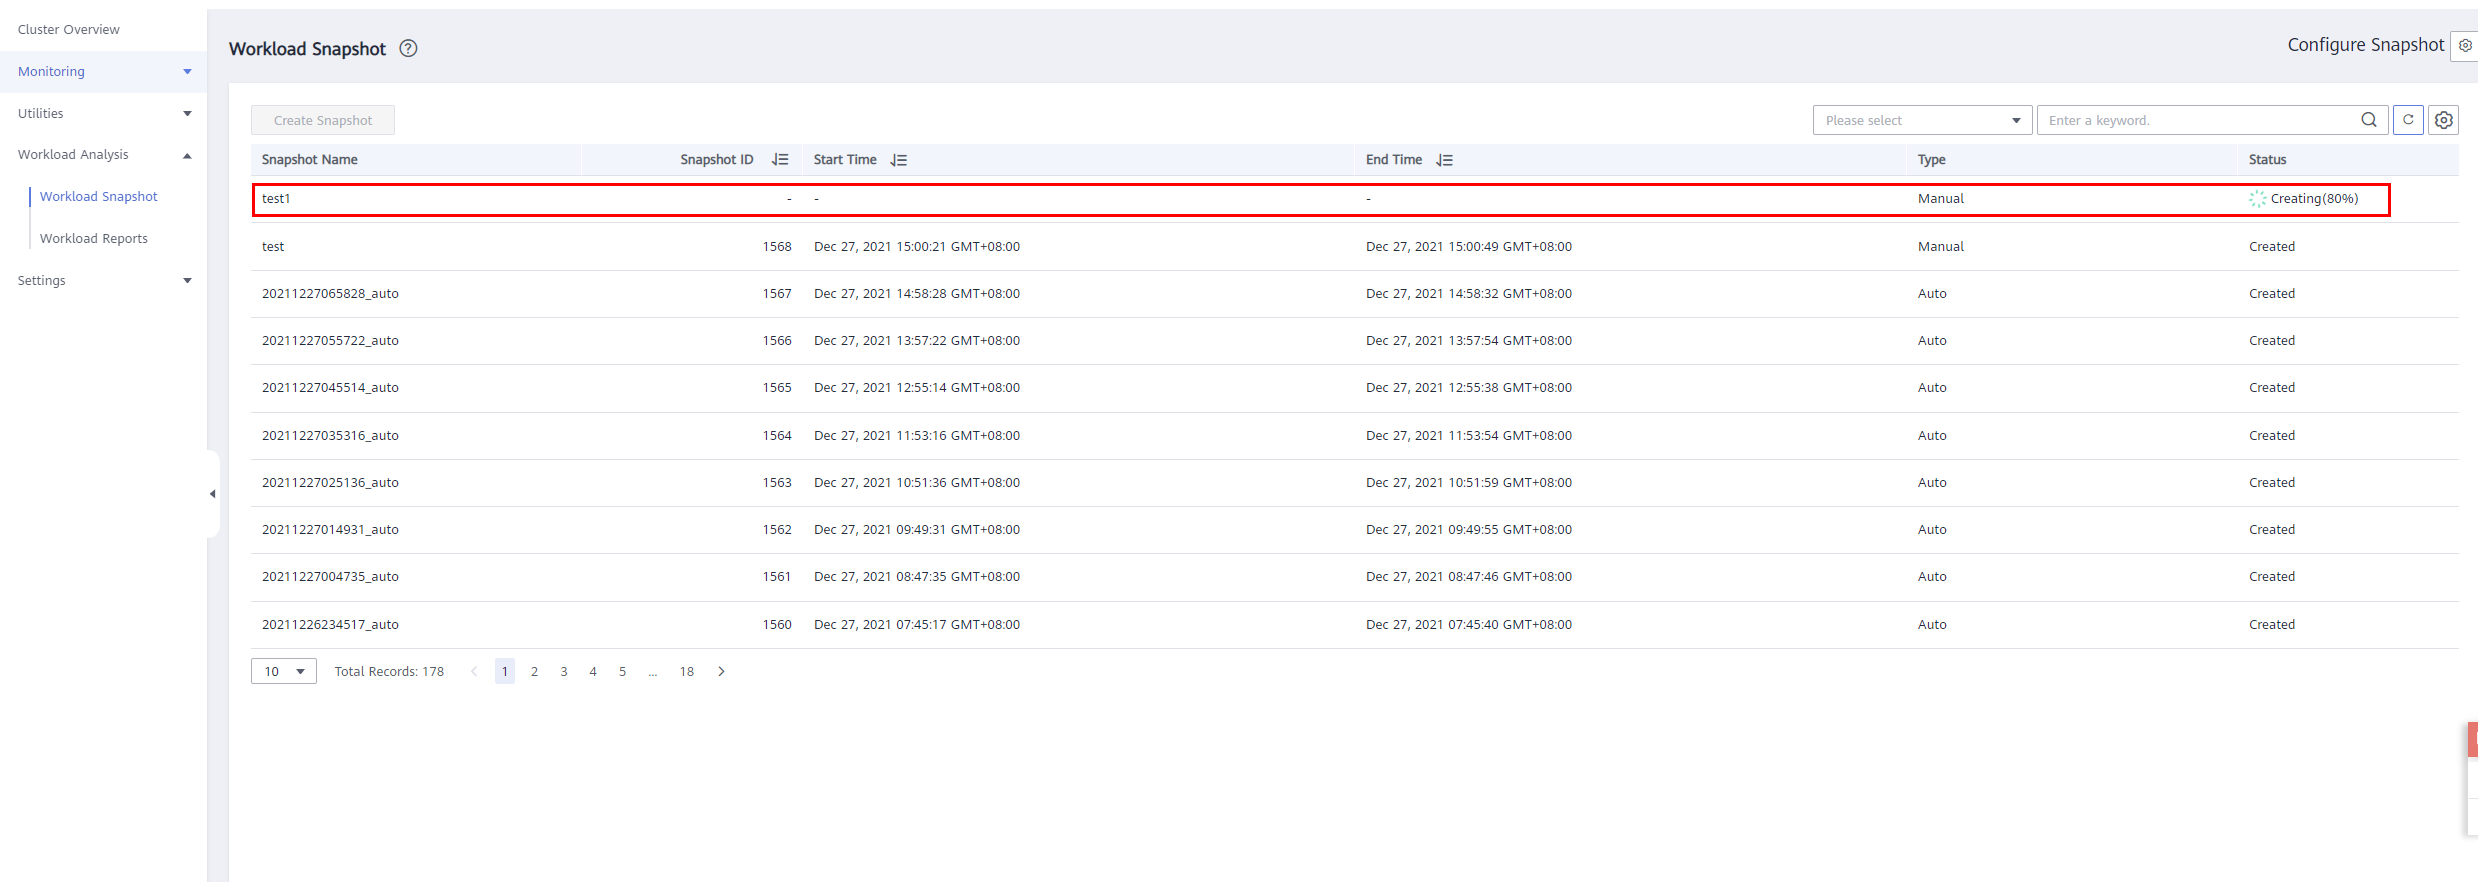 Cluster Overview
Monitoring
Utilities
Workload Analysis
Workload Snapshot
Workload Reports
Settings
Workload Snapshot ?
Configure Snapshot
Create Snapshot
Please select
Enter a keyword.
Snapshot Name Snapshot ID Start Time End Time Type Status
test1 - - - Manual Creating(80%)
test 1568 Dec 27, 2021 15:00:21 GMT+08:00 Dec 27, 2021 15:00:49 GMT+08:00 Manual Created
20211227065828_auto 1567 Dec 27, 2021 14:58:28 GMT+08:00 Dec 27, 2021 14:58:32 GMT+08:00 Auto Created
20211227055722_auto 1566 Dec 27, 2021 13:57:22 GMT+08:00 Dec 27, 2021 13:57:54 GMT+08:00 Auto Created
20211227045514_auto 1565 Dec 27, 2021 12:55:14 GMT+08:00 Dec 27, 2021 12:55:38 GMT+08:00 Auto Created
20211227035316_auto 1564 Dec 27, 2021 11:53:16 GMT+08:00 Dec 27, 2021 11:53:54 GMT+08:00 Auto Created
20211227025136_auto 1563 Dec 27, 2021 10:51:36 GMT+08:00 Dec 27, 2021 10:51:59 GMT+08:00 Auto Created
20211227014931_auto 1562 Dec 27, 2021 09:49:31 GMT+08:00 Dec 27, 2021 09:49:55 GMT+08:00 Auto Created
20211227004735_auto 1561 Dec 27, 2021 08:47:35 GMT+08:00 Dec 27, 2021 08:47:46 GMT+08:00 Auto Created
20211226234517_auto 1560 Dec 27, 2021 07:45:17 GMT+08:00 Dec 27, 2021 07:45:40 GMT+08:00 Auto Created
10 Total Records: 178 < 1 2 3 4 5 ... 18 >